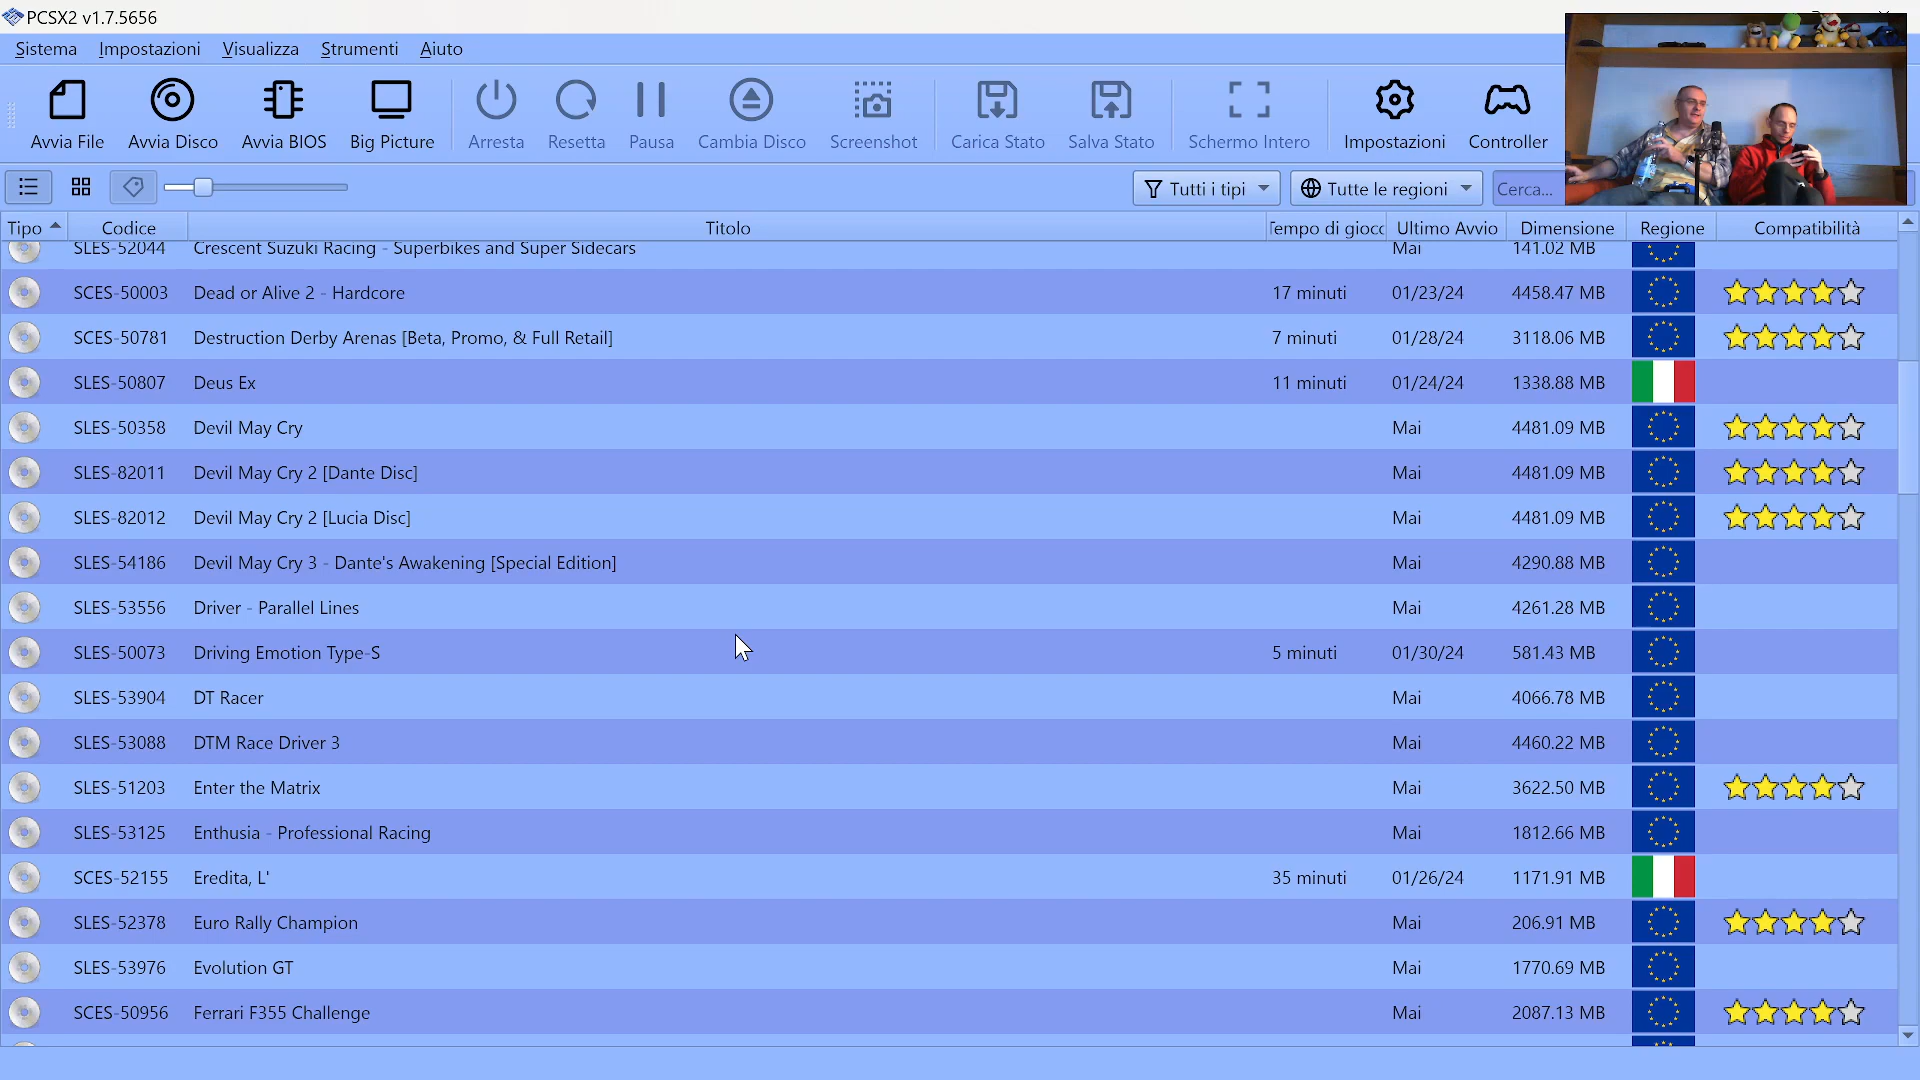 PCSX2 v1.7.5656
Sistema Impostazioni Visualizza Strumenti Aiuto
Avvia File Avvia Disco Avvia BIOS Big Picture Arresta Resetta Pausa Cambia Disco Screenshot Carica Stato Salva Stato Schermo Intero Impostazioni Controller
Tutti i tipi Tutte le regioni Cerca...
Tipo Codice Titolo Tempo di gioco Ultimo Avvio Dimensione Regione Compatibilità
SLES-52044 Crescent Suzuki Racing - Superbikes and Super Sidecars Mai 141.02 MB
SCES-50003 Dead or Alive 2 - Hardcore 17 minuti 01/23/24 4458.47 MB
SCES-50781 Destruction Derby Arenas [Beta, Promo, & Full Retail] 7 minuti 01/28/24 3118.06 MB
SLES-50807 Deus Ex 11 minuti 01/24/24 1338.88 MB
SLES-50358 Devil May Cry Mai 4481.09 MB
SLES-82011 Devil May Cry 2 [Dante Disc] Mai 4481.09 MB
SLES-82012 Devil May Cry 2 [Lucia Disc] Mai 4481.09 MB
SLES-54186 Devil May Cry 3 - Dante's Awakening [Special Edition] Mai 4290.88 MB
SLES-53556 Driver - Parallel Lines Mai 4261.28 MB
SLES-50073 Driving Emotion Type-S 5 minuti 01/30/24 581.43 MB
SLES-53904 DT Racer Mai 4066.78 MB
SLES-53088 DTM Race Driver 3 Mai 4460.22 MB
SLES-51203 Enter the Matrix Mai 3622.50 MB
SLES-53125 Enthusia - Professional Racing Mai 1812.66 MB
SCES-52155 Eredita, L' 35 minuti 01/26/24 1171.91 MB
SLES-52378 Euro Rally Champion Mai 206.91 MB
SLES-53976 Evolution GT Mai 1770.69 MB
SCES-50956 Ferrari F355 Challenge Mai 2087.13 MB